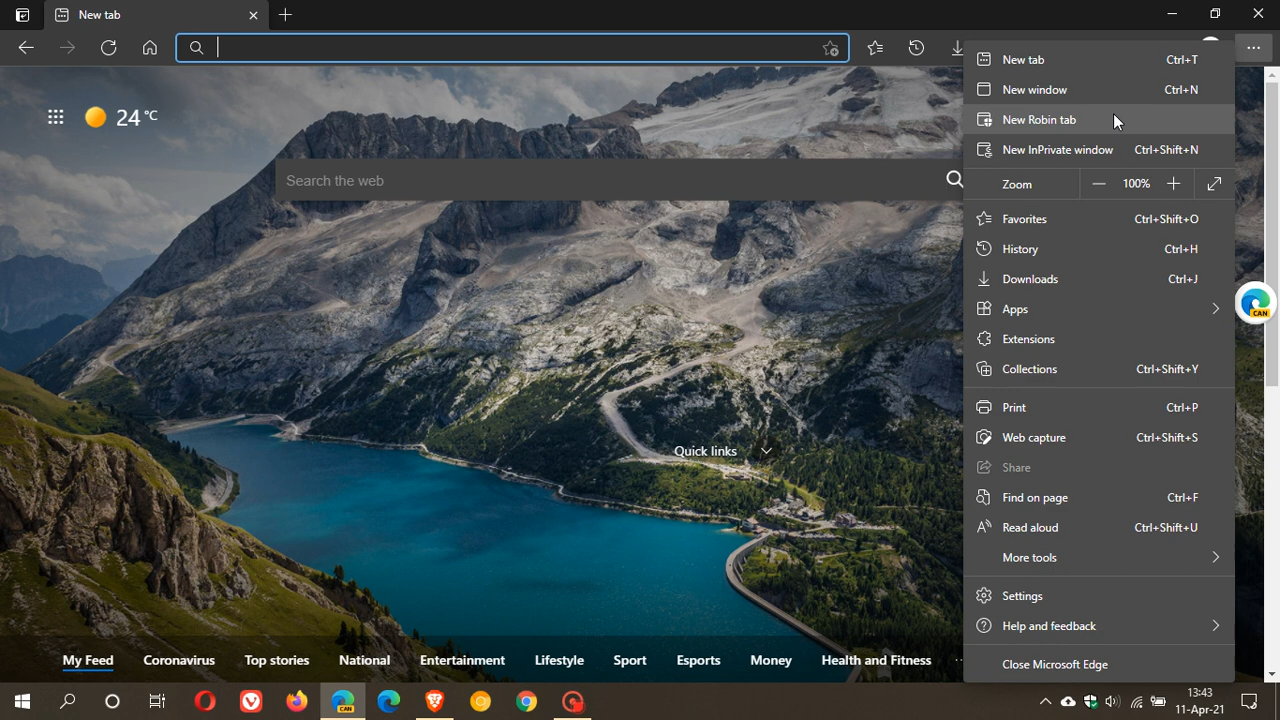 New tab
24 °C
Search the web
Quick links
My Feed Coronavirus Top stories National Entertainment Lifestyle Sport Esports Money Health and Fitness ...
New tab Ctrl+T
New window Ctrl+N
New Robin tab
New InPrivate window Ctrl+Shift+N
Zoom 100%
Favorites Ctrl+Shift+O
History Ctrl+H
Downloads Ctrl+J
Apps
Extensions
Collections Ctrl+Shift+Y
Print Ctrl+P
Web capture Ctrl+Shift+S
Share
Find on page Ctrl+F
Read aloud Ctrl+Shift+U
More tools
Settings
Help and feedback
Close Microsoft Edge
CAN
CAN
13:43
11-Apr-21